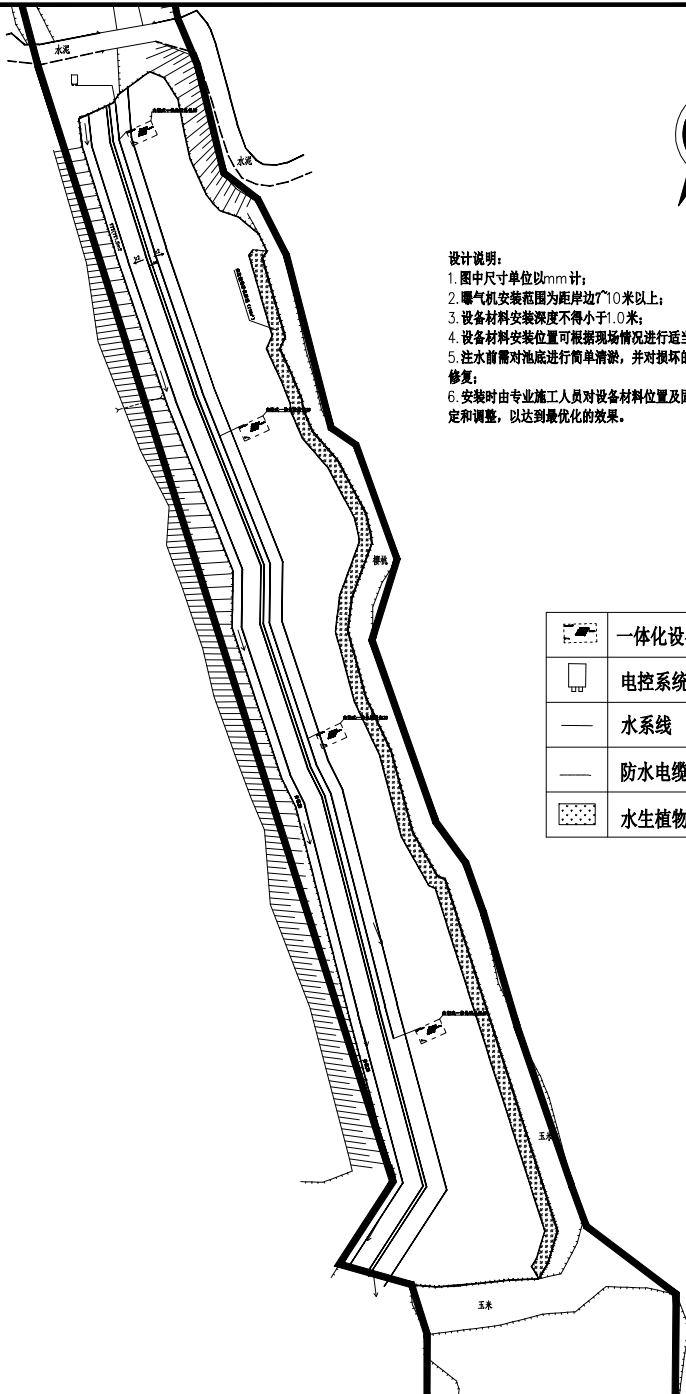 水泥
水泥
设计说明:
1.图中尺寸单位以mm计;
2.曝气机安装范围为距岸边7~10米以上;
3.设备材料安装深度不得小于1.0米;
4.设备材料安装位置可根据现场情况进行适当
5.注水前需对池底进行简单清淤，并对损坏的
修复;
6.安装时由专业施工人员对设备材料位置及
定和调整，以达到最优化的效果。
樱桃
一体化设
电控系统
水系线
防水电缆
水生植物
玉米
玉米